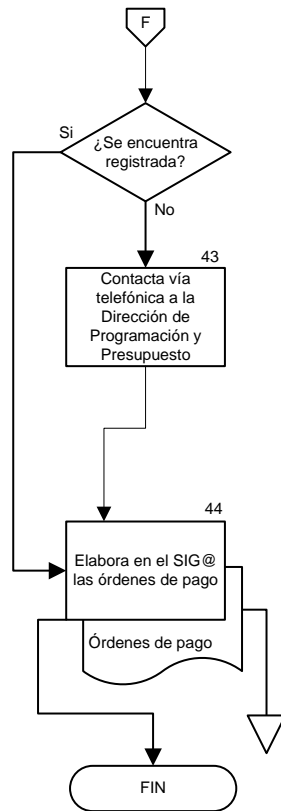 F
¿Se encuentra
registrada?
Si
No
43
Contacta vía
telefónica a la
Dirección de
Programación y
Presupuesto
44
Elabora en el SIG@
las órdenes de pago
Órdenes de pago
FIN